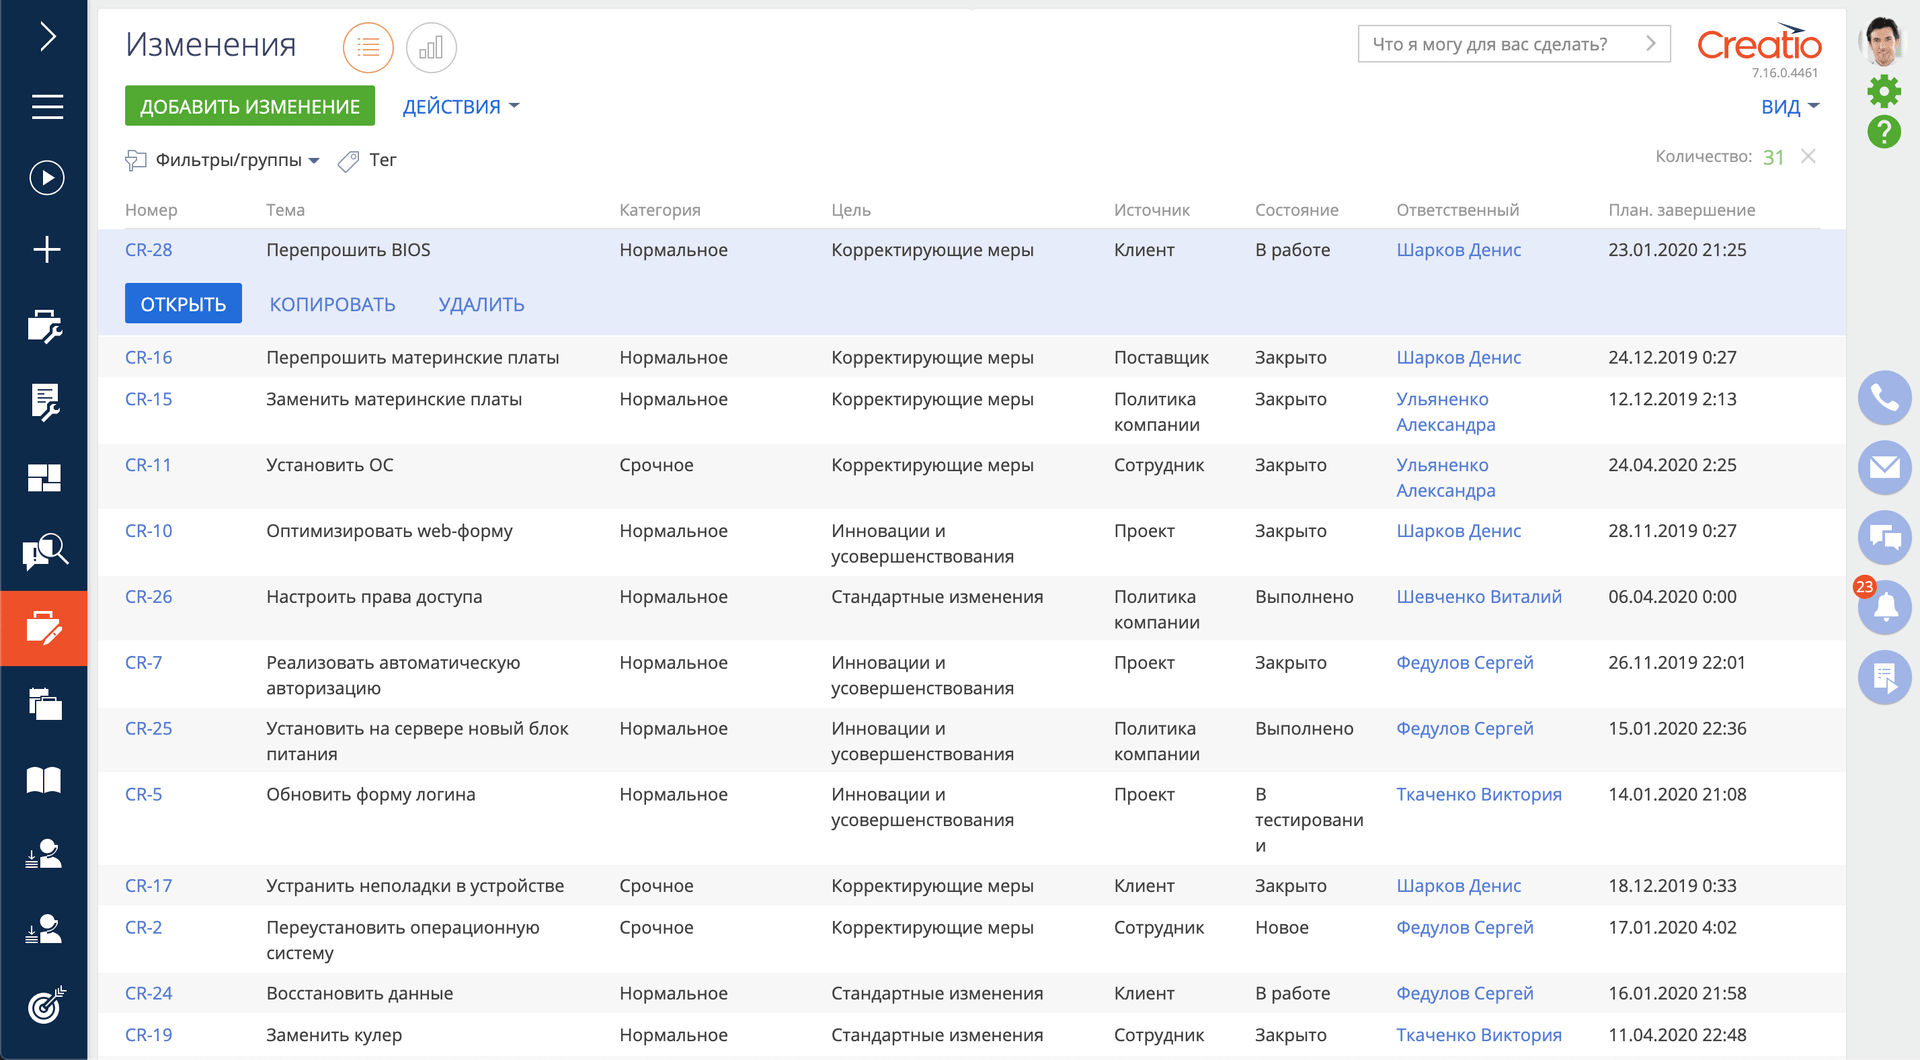 Изменения
Что я могу для вас сделать?
Creatio
7.16.0.4461
ДОБАВИТЬ ИЗМЕНЕНИЕ ДЕЙСТВИЯ ВИД
Фильтры/группы Тег Количество: 31
Номер Тема Категория Цель Источник Состояние Ответственный План. завершение
CR-28 Перепрошить BIOS Нормальное Корректирующие меры Клиент В работе Шарков Денис 23.01.2020 21:25
ОТКРЫТЬ КОПИРОВАТЬ УДАЛИТЬ
CR-16 Перепрошить материнские платы Нормальное Корректирующие меры Поставщик Закрыто Шарков Денис 24.12.2019 0:27
CR-15 Заменить материнские платы Нормальное Корректирующие меры Политика Закрыто Ульяненко 12.12.2019 2:13
компании Александра
CR-11 Установить ОС Срочное Корректирующие меры Сотрудник Закрыто Ульяненко 24.04.2020 2:25
Александра
CR-10 Оптимизировать web-форму Нормальное Инновации и Проект Закрыто Шарков Денис 28.11.2019 0:27
усовершенствования
CR-26 Настроить права доступа Нормальное Стандартные изменения Политика Выполнено Шевченко Виталий 06.04.2020 0:00
компании
CR-7 Реализовать автоматическую Нормальное Инновации и Проект Закрыто Федулов Сергей 26.11.2019 22:01
авторизацию усовершенствования
CR-25 Установить на сервере новый блок Нормальное Инновации и Политика Выполнено Федулов Сергей 15.01.2020 22:36
питания усовершенствования компании
CR-5 Обновить форму логина Нормальное Инновации и Проект В Ткаченко Виктория 14.01.2020 21:08
усовершенствования тестировани
и
CR-17 Устранить неполадки в устройстве Срочное Корректирующие меры Клиент Закрыто Шарков Денис 18.12.2019 0:33
CR-2 Переустановить операционную Срочное Корректирующие меры Сотрудник Новое Федулов Сергей 17.01.2020 4:02
систему
CR-24 Восстановить данные Нормальное Стандартные изменения Клиент В работе Федулов Сергей 16.01.2020 21:58
CR-19 Заменить кулер Нормальное Стандартные изменения Сотрудник Закрыто Ткаченко Виктория 11.04.2020 22:48
23